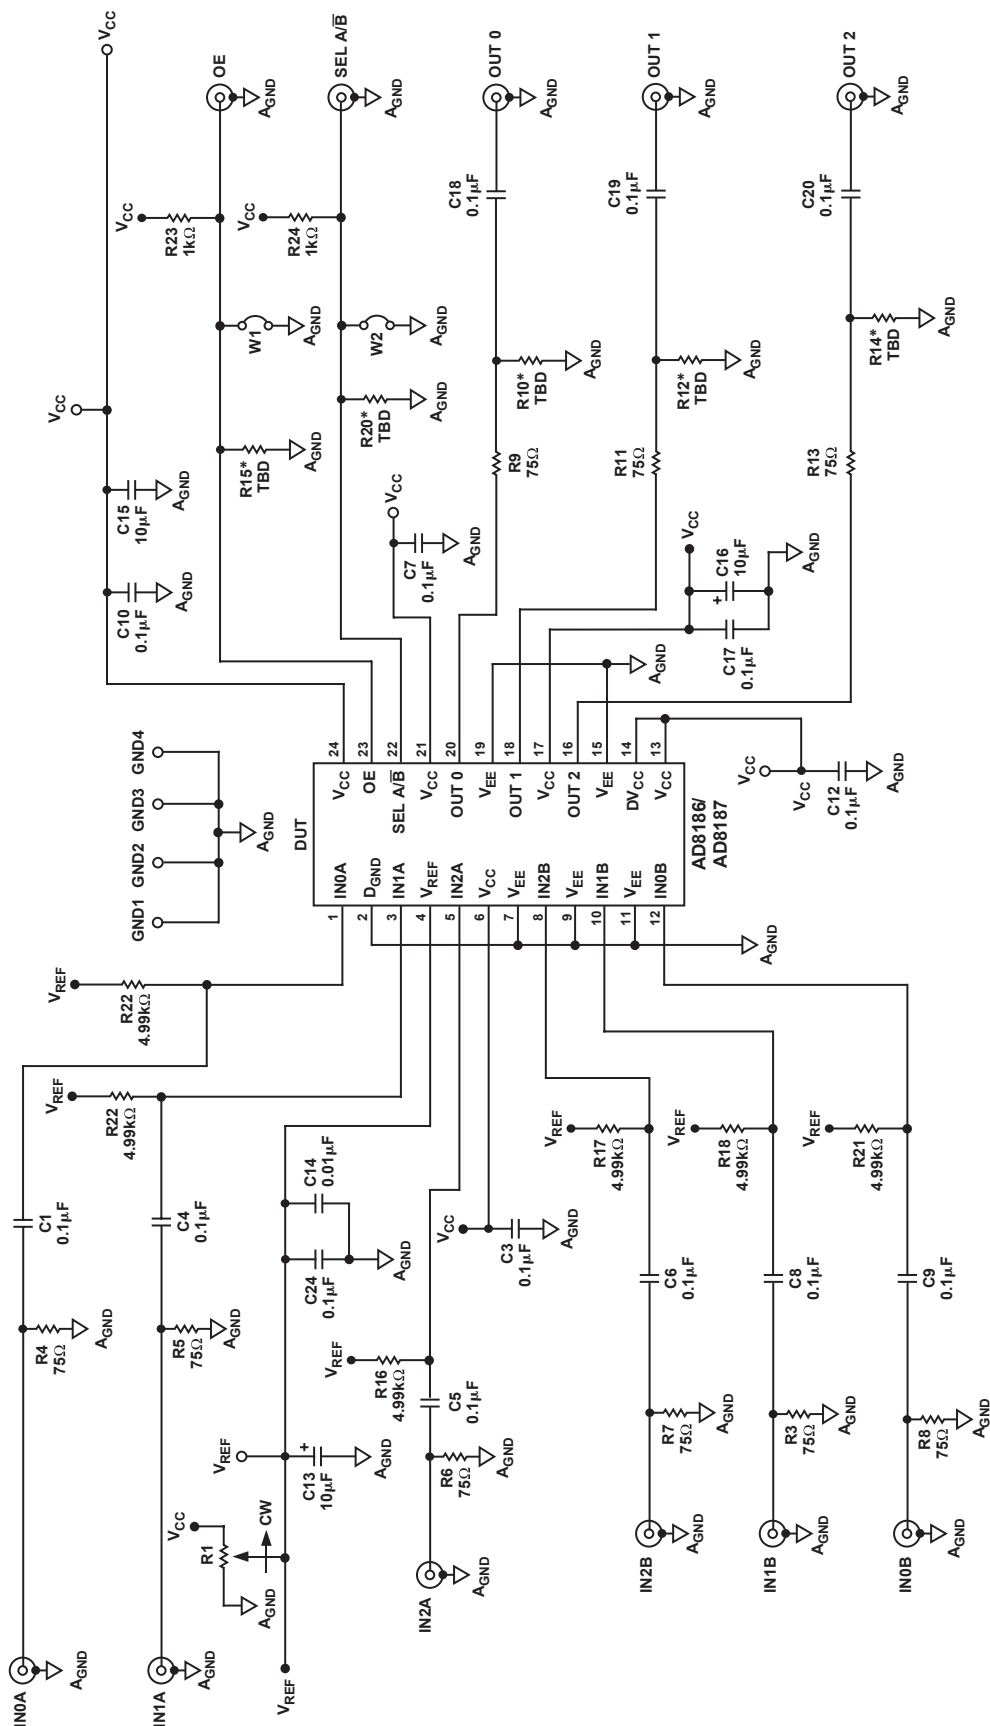 VCC
OE
AGND
SEL A/B̅
AGND
OUT 0
AGND
OUT 1
AGND
OUT 2
AGND
VCC
R23
1kΩ
VCC
R24
1kΩ
C18
0.1µF
C19
0.1µF
C20
0.1µF
W1
AGND
W2
AGND
R10*
TBD
AGND
R12*
TBD
AGND
R14*
TBD
AGND
VCC
R15*
TBD
AGND
R20*
TBD
AGND
R9
75Ω
R11
75Ω
R13
75Ω
C15
10µF
AGND
C10
0.1µF
AGND
VCC
C7
0.1µF
AGND
VCC
C16
+
10µF
AGND
C17
0.1µF
AGND
VCC
VCC
C12
0.1µF
AGND
GND1
GND2
GND3
GND4
AGND
DUT
24
VCC
23
OE
22
SEL A/B̅
21
VCC
20
OUT 0
19
VEE
18
OUT 1
17
VCC
16
OUT 2
15
VEE
14
DVCC
13
VCC
1
IN0A
2
DGND
3
IN1A
4
VREF
5
IN2A
6
VCC
7
VEE
8
IN2B
9
VEE
10
IN1B
11
VEE
12
IN0B
AD8186/
AD8187
AGND
VREF
R22
4.99kΩ
VREF
R22
4.99kΩ
C1
0.1µF
C4
0.1µF
C14
0.01µF
C24
0.1µF
AGND
VCC
C3
0.1µF
AGND
VREF
R17
4.99kΩ
VREF
R18
4.99kΩ
VREF
R21
4.99kΩ
R4
75Ω
AGND
R5
75Ω
AGND
VREF
R16
4.99kΩ
C5
0.1µF
C6
0.1µF
C8
0.1µF
C9
0.1µF
VREF
+
C13
10µF
AGND
R6
75Ω
AGND
R7
75Ω
AGND
R3
75Ω
AGND
R8
75Ω
AGND
VCC
R1
CW
AGND
VREF
IN0A
AGND
IN1A
AGND
IN2A
AGND
IN2B
AGND
IN1B
AGND
IN0B
AGND